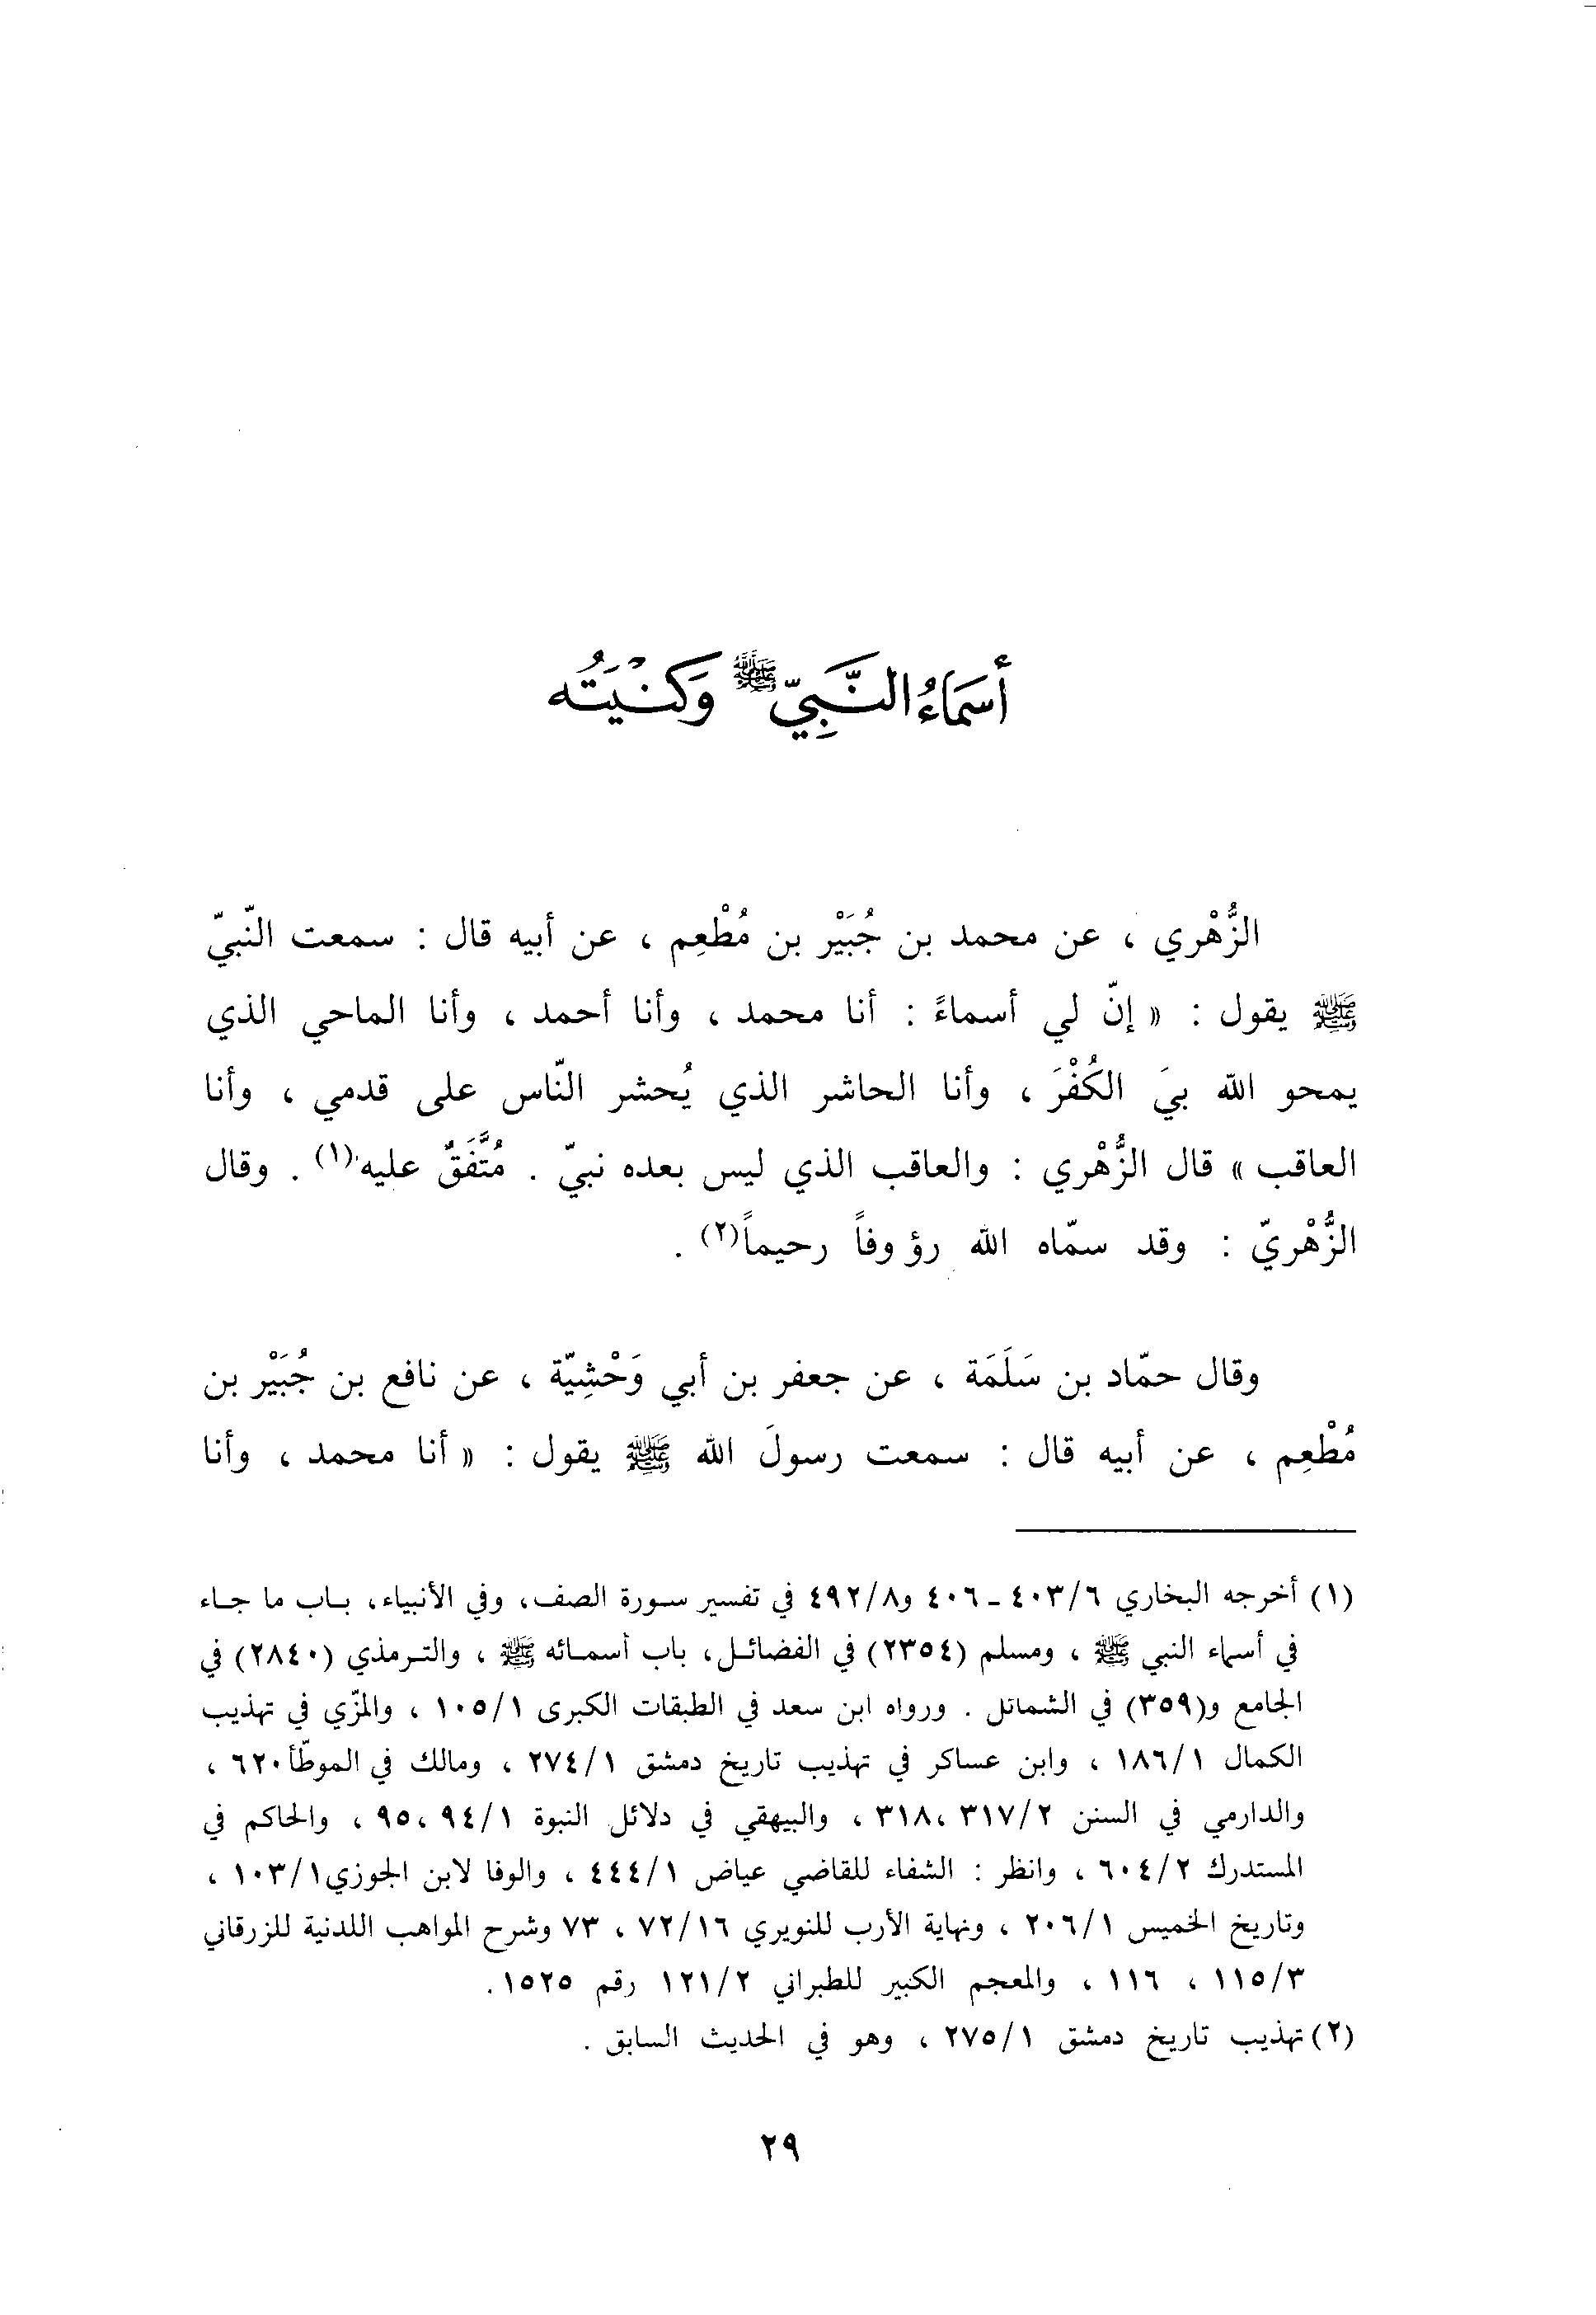 أَسمَاءُ النَّبِيّ ﷺ وَكُنْيَتُه
الزُّهْري ، عن محمد بن جُبَيْر بن مُطْعِم ، عن أبيه قال : سمعت النّبيّ
ﷺ يقول : « إنّ لي أسماءً : أنا محمد ، وأنا أحمد ، وأنا الماحي الذي
يمحو الله بيَ الكُفْرَ ، وأنا الحاشر الذي يُحشر النّاس على قدمي ، وأنا
العاقب » قال الزُّهْري : والعاقب الذي ليس بعده نبيّ . مُتَّفَقٌ عليه(١) . وقال
الزُّهْريّ : وقد سمّاه الله رؤوفاً رحيماً(٢) .
وقال حمّاد بن سَلَمَة ، عن جعفر بن أبي وَحْشِيّة ، عن نافع بن جُبَيْر بن
مُطْعِم ، عن أبيه قال : سمعت رسولَ الله ﷺ يقول : « أنا محمد ، وأنا
(١) أخرجه البخاري ٤٠٣/٦ - ٤٠٦ و٤٩٢/٨ في تفسير سورة الصف، وفي الأنبياء، باب ما جاء
في أسماء النبي ﷺ ، ومسلم (٢٣٥٤) في الفضائل، باب أسمائه ﷺ ، والترمذي (٢٨٤٠) في
الجامع و(٣٥٩) في الشمائل . ورواه ابن سعد في الطبقات الكبرى ١٠٥/١ ، والمزّي في تهذيب
الكمال ١٨٦/١ ، وابن عساكر في تهذيب تاريخ دمشق ٢٧٤/١ ، ومالك في الموطّأ ٦٢٠ ،
والدارمي في السنن ٣١٧/٢ ،٣١٨ ، والبيهقي في دلائل النبوة ٩٤/١ ،٩٥ ، والحاكم في
المستدرك ٦٠٤/٢ ، وانظر : الشفاء للقاضي عياض ٤٤٤/١ ، والوفا لابن الجوزي ١٠٣/١ ،
وتاريخ الخميس ٢٠٦/١ ، ونهاية الأرب للنويري ٧٢/١٦ ، ٧٣ وشرح المواهب اللدنية للزرقاني
١١٥/٣ ، ١١٦ ، والمعجم الكبير للطبراني ١٢١/٢ رقم ١٥٢٥.
(٢) تهذيب تاريخ دمشق ٢٧٥/١ ، وهو في الحديث السابق .
٢٩